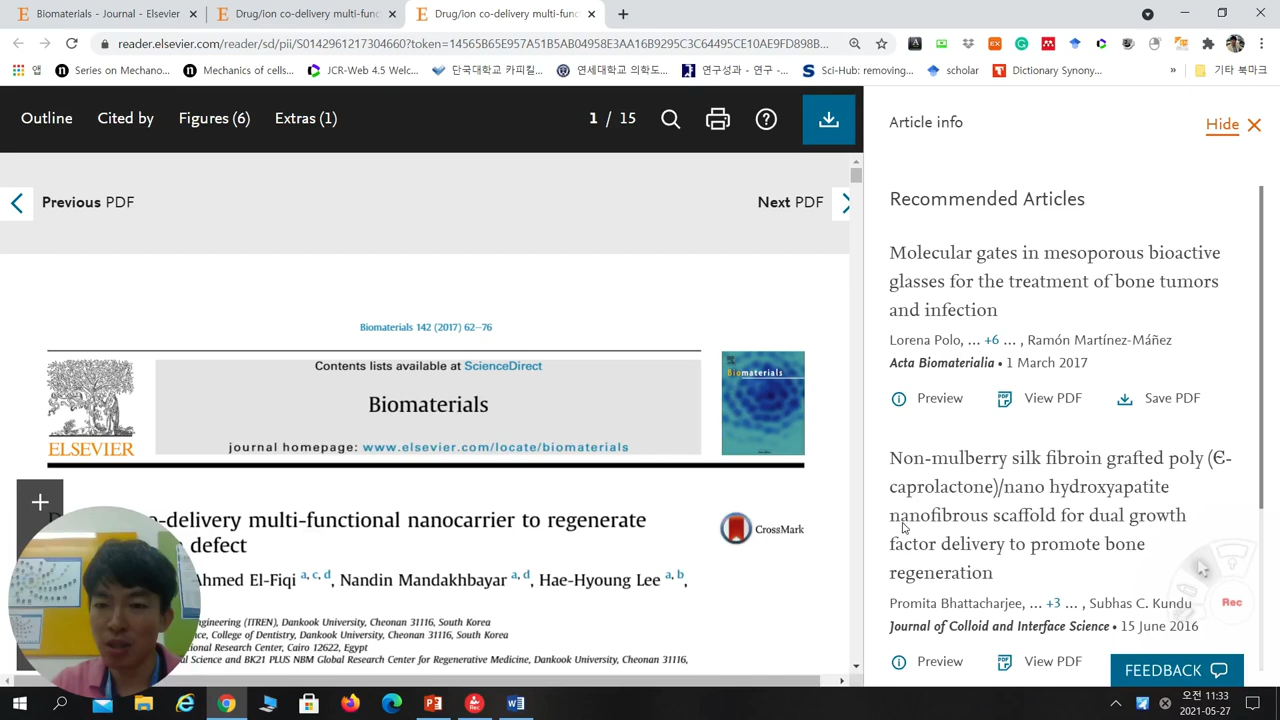 Biomaterials - Journal - Elsevier
Drug/ion co-delivery multi-func
Drug/ion co-delivery multi-func
reader.elsevier.com/reader/sd/pii/S0142961217304660?token=14565D65E957A51B5AB04958E3AA16B9295C3C64495CE10AE9FD898B...
앱
Series on Mechano...
Mechanics of cells...
JCR-Web 4.5 Welc...
단국대학교 카피킬...
연세대학교 의학도...
연구성과 - 연구 -...
Sci-Hub: removing...
scholar
Dictionary Synony...
»
기타 북마크
Outline
Cited by
Figures (6)
Extras (1)
1 / 15
Previous PDF
Next PDF
Biomaterials 142 (2017) 62–76
Contents lists available at ScienceDirect
Biomaterials
journal homepage: www.elsevier.com/locate/biomaterials
ELSEVIER
Biomaterials
co-delivery multi-functional nanocarrier to regenerate
defect
CrossMark
Ahmed El-Fiqi a, c, d, Nandin Mandakhbayar a, d, Hae-Hyoung Lee a, b,
ngineering (ITREN), Dankook University, Cheonan 31116, South Korea
nce, College of Dentistry, Dankook University, Cheonan 31116, South Korea
ational Research Center, Cairo 12622, Egypt
al Science and BK21 PLUS NBM Global Research Center for Regenerative Medicine, Dankook University, Cheonan 31116,
Article info
Hide
Recommended Articles
Molecular gates in mesoporous bioactive
glasses for the treatment of bone tumors
and infection
Lorena Polo, ... +6 ... , Ramón Martínez-Máñez
Acta Biomaterialia • 1 March 2017
Preview
View PDF
Save PDF
Non-mulberry silk fibroin grafted poly (Є-
caprolactone)/nano hydroxyapatite
nanofibrous scaffold for dual growth
factor delivery to promote bone
regeneration
Promita Bhattacharjee, ... +3 ... , Subhas C. Kundu
Journal of Colloid and Interface Science • 15 June 2016
Preview
View PDF
Rec
FEEDBACK
오전 11:33
2021-05-27